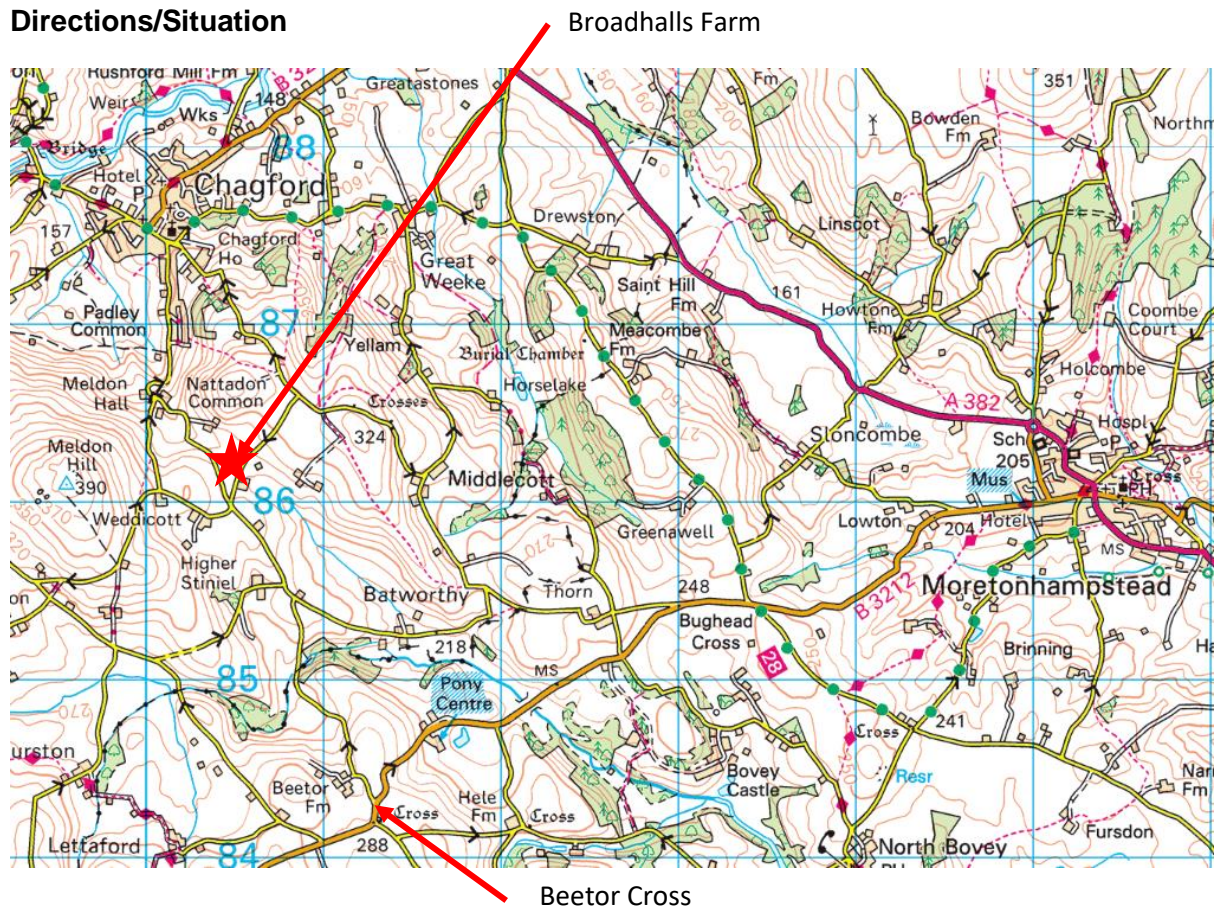 Directions/Situation
Broadhalls Farm
Rushford Mill Fm
Greatastones
Fm
351
Weir
Wks
148
Bowden
Fm
Bridge
88
Hotel
P
Chagford
160
Drewston
Linscot
157
Chagford
Ho
Great
Weeke
Saint Hill
Fm
161
Howton
Fm
Padley
Common
87
Meacombe
Fm
Coombe
Court
Yellam
Burial Chamber
Holcombe
Meldon
Hall
Nattadon
Common
Horselake
Crosses
A 382
Hospl
Meldon
Hill
390
324
Sloncombe
Sch
P
205
Middlecott
Mus
Cross
PH
86
Weddicott
Greenawell
Lowton
204
Hotel
MS
Higher
Stiniel
270
Batworthy
Thorn
248
B 3212
Moretonhampstead
Bughead
Cross
218
28
250
Brinning
85
MS
270
Pony
Centre
241
Cross
urston
Resr
Beetor
Fm
Hele
Fm
Bovey
Castle
Cross
Cross
Fursdon
Lettaford
84
288
North Bovey
Beetor Cross